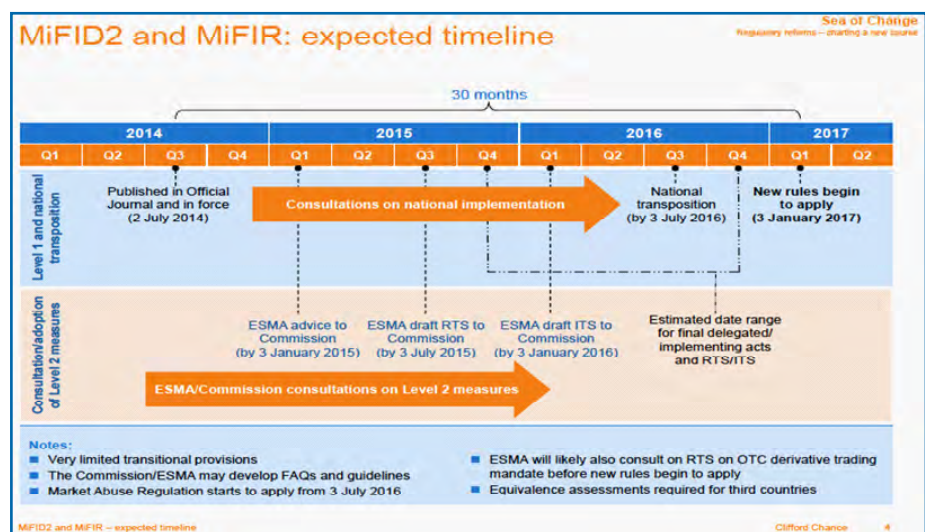 Sea of Change
Regulatory reforms – charting a new course
MiFID2 and MiFIR: expected timeline
30 months
2014 2015 2016 2017
Q1 Q2 Q3 Q4 Q1 Q2 Q3 Q4 Q1 Q2 Q3 Q4 Q1 Q2
Level 1 and national
transposition
Published in Official
Journal and in force
(2 July 2014)
Consultations on national implementation
National
transposition
(by 3 July 2016)
New rules begin
to apply
(3 January 2017)
Consultation/adoption
of Level 2 measures
ESMA advice to
Commission
(by 3 January 2015)
ESMA draft RTS to
Commission
(by 3 July 2015)
ESMA draft ITS to
Commission
(by 3 January 2016)
Estimated date range
for final delegated/
implementing acts
and RTS/ITS
ESMA/Commission consultations on Level 2 measures
Notes:
■ Very limited transitional provisions
■ The Commission/ESMA may develop FAQs and guidelines
■ Market Abuse Regulation starts to apply from 3 July 2016
■ ESMA will likely also consult on RTS on OTC derivative trading
mandate before new rules begin to apply
■ Equivalence assessments required for third countries
MiFID2 and MiFIR – expected timeline
Clifford Chance 4